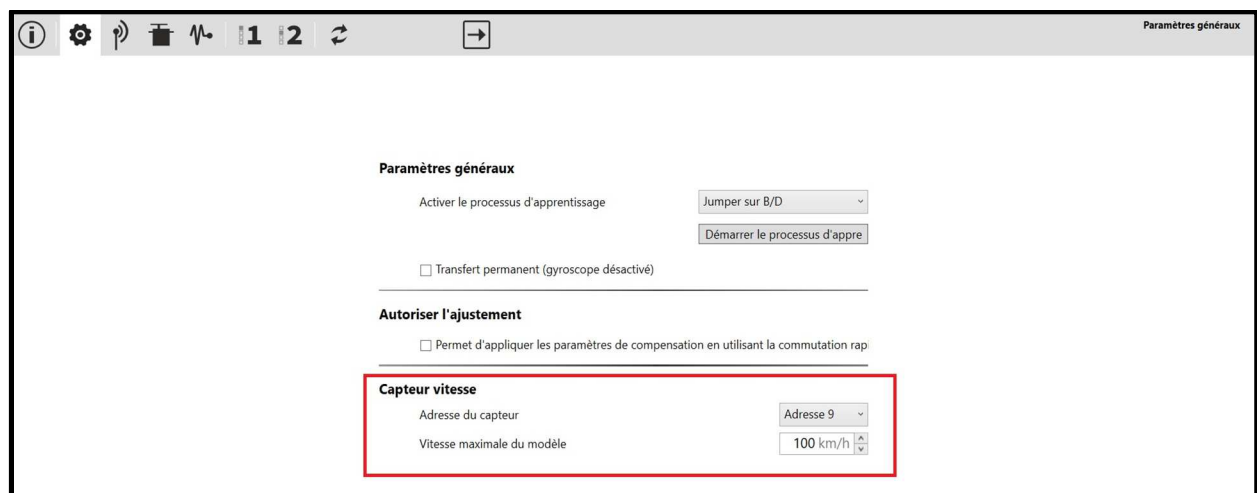 1 2 Paramètres généraux
Paramètres généraux
Activer le processus d'apprentissage Jumper sur B/D
Démarrer le processus d'appre
Transfert permanent (gyroscope désactivé)
Autoriser l'ajustement
Permet d'appliquer les paramètres de compensation en utilisant la commutation rap
Capteur vitesse
Adresse du capteur Adresse 9
Vitesse maximale du modèle 100 km/h